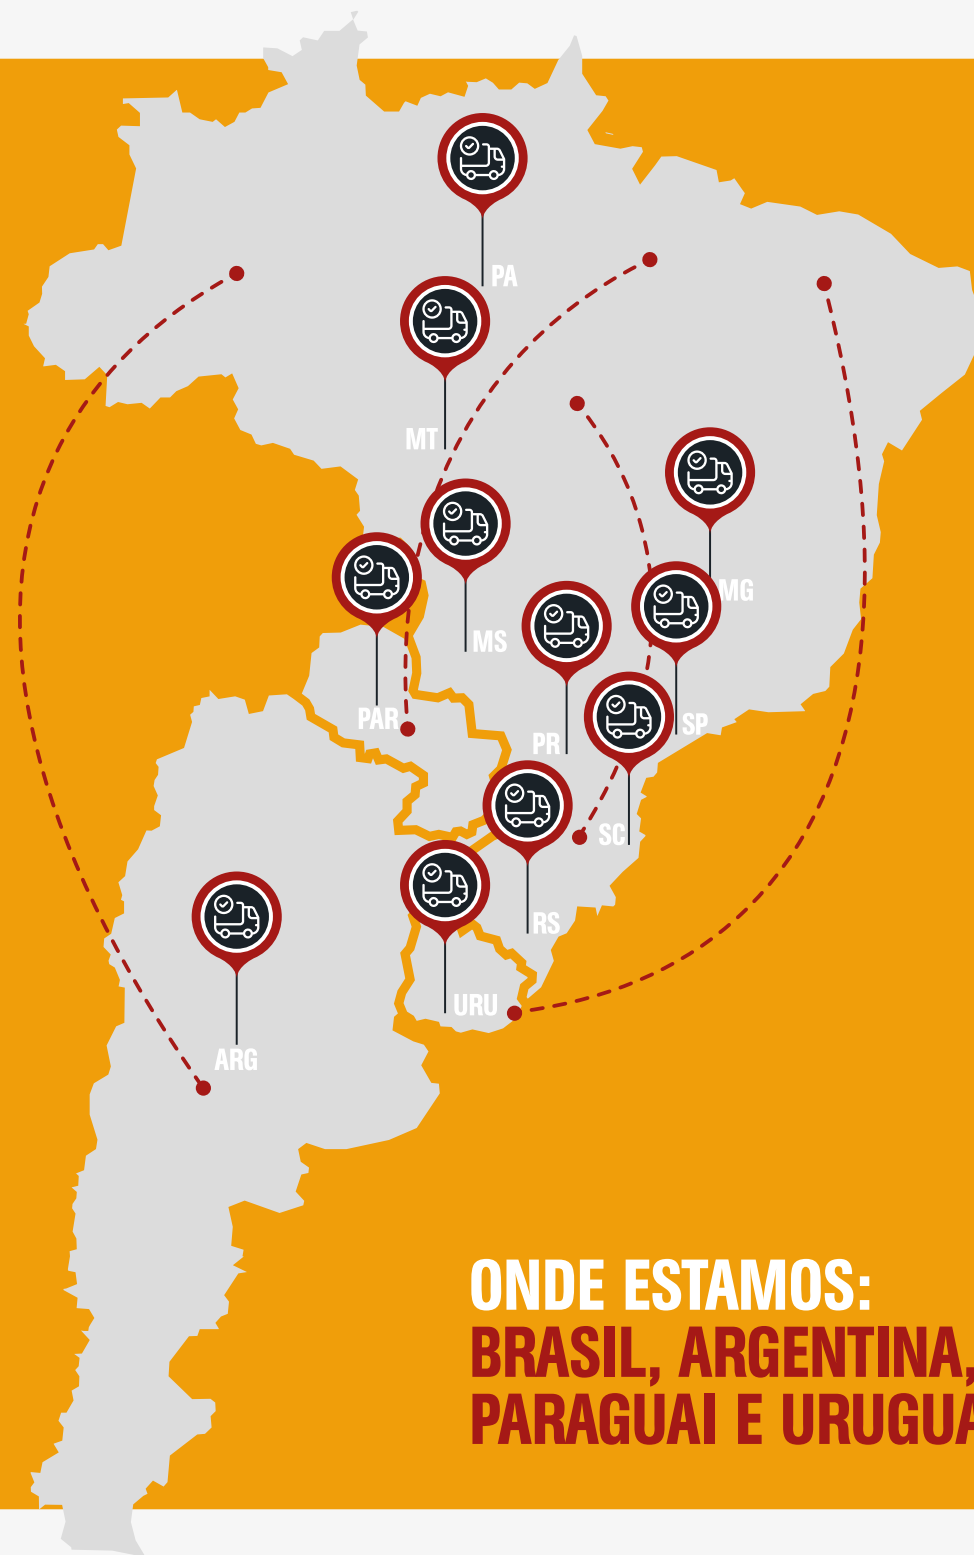 PA
MT
MG
MS
PAR
SP
PR
SC
RS
URU
ARG
ONDE ESTAMOS:
BRASIL, ARGENTINA,
PARAGUAI E URUGUA